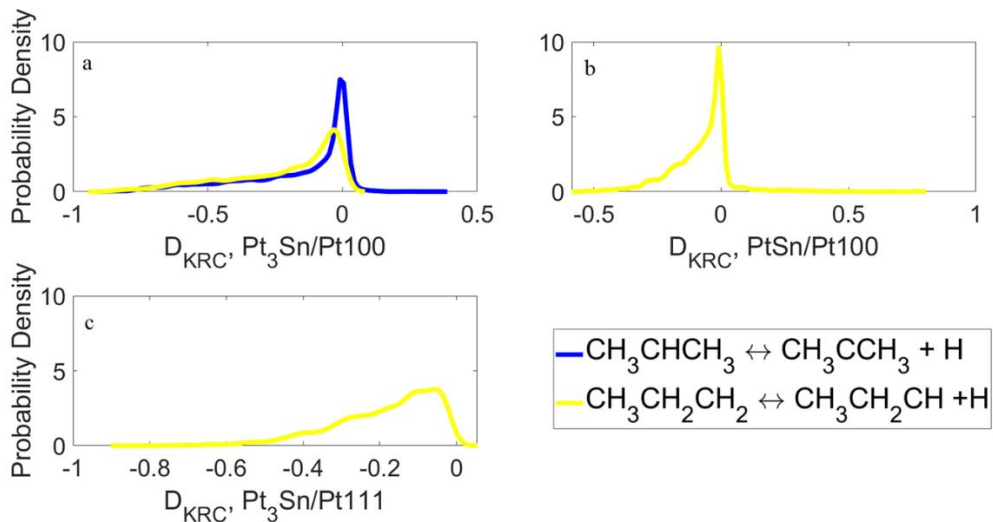 Probability Density
10
5
0
a
-1
-0.5
0
0.5
D_KRC, Pt₃Sn/Pt100
10
5
0
b
-0.5
0
0.5
1
D_KRC, PtSn/Pt100
Probability Density
10
5
0
c
-1
-0.8
-0.6
-0.4
-0.2
0
D_KRC, Pt₃Sn/Pt111
CH₃CHCH₃ ↔ CH₃CCH₃ + H
CH₃CH₂CH₂ ↔ CH₃CH₂CH +H